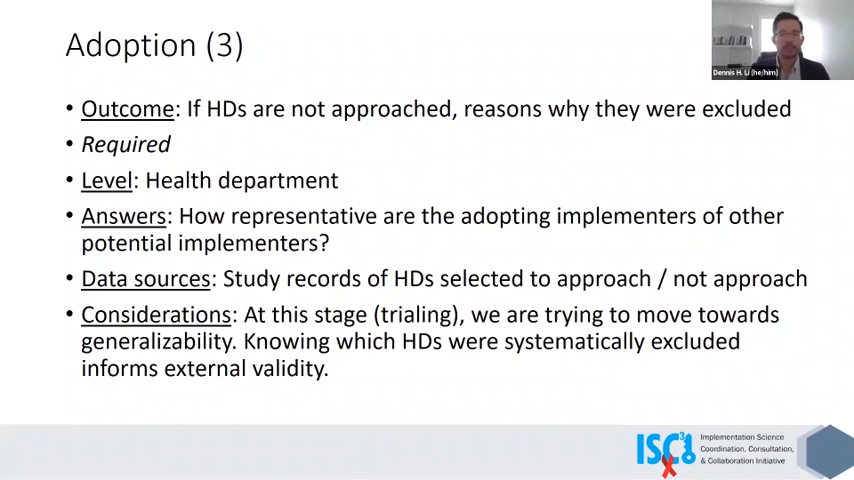 Adoption (3)
Dennis H. Li (he/him)
• Outcome: If HDs are not approached, reasons why they were excluded
• Required
• Level: Health department
• Answers: How representative are the adopting implementers of other
potential implementers?
• Data sources: Study records of HDs selected to approach / not approach
• Considerations: At this stage (trialing), we are trying to move towards
generalizability. Knowing which HDs were systematically excluded
informs external validity.
ISC3I
Implementation Science
Coordination, Consultation,
& Collaboration Initiative